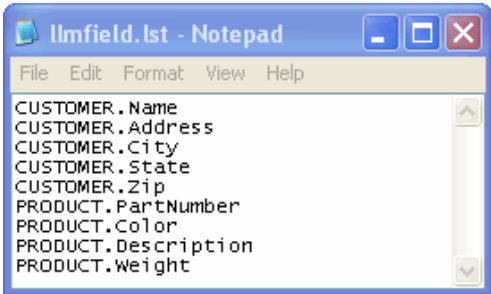 llmfield.lst - Notepad
File Edit Format View Help
CUSTOMER.Name
CUSTOMER.Address
CUSTOMER.City
CUSTOMER.State
CUSTOMER.Zip
PRODUCT.PartNumber
PRODUCT.Color
PRODUCT.Description
PRODUCT.Weight